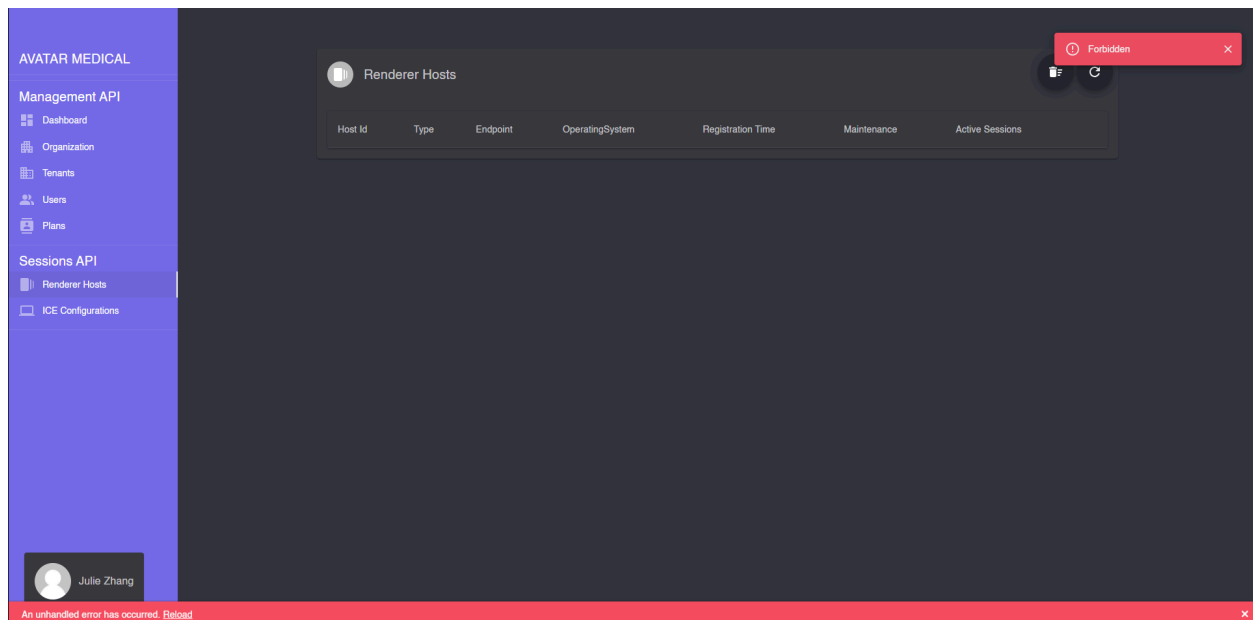 AVATAR MEDICAL
Management API
Dashboard
Organization
Tenants
Users
Plans
Sessions API
Renderer Hosts
ICE Configurations
Julie Zhang
Renderer Hosts
Host Id Type Endpoint OperatingSystem Registration Time Maintenance Active Sessions
Forbidden
An unhandled error has occurred. Reload